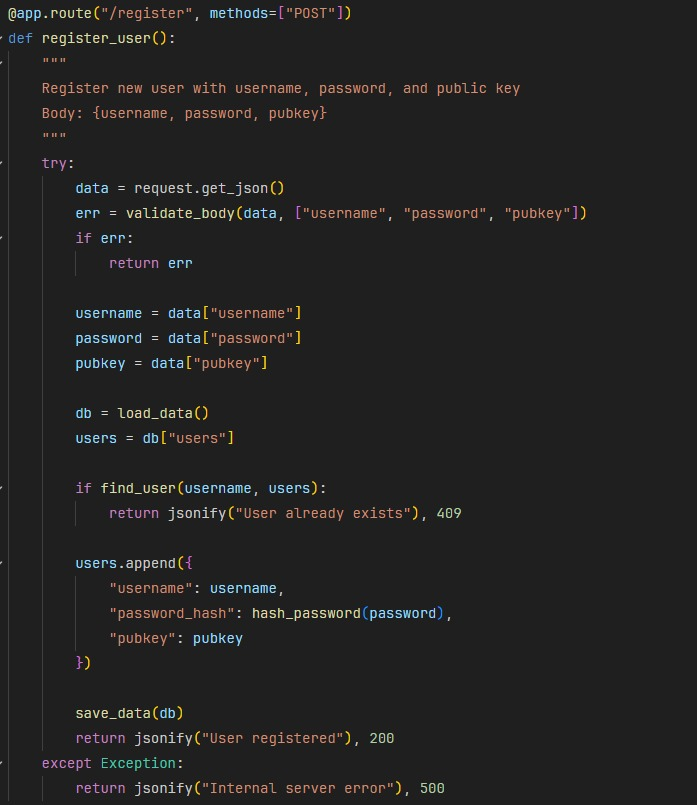 @app.route("/register", methods=["POST"])
def register_user():
    """
    Register new user with username, password, and public key
    Body: {username, password, pubkey}
    """
    try:
        data = request.get_json()
        err = validate_body(data, ["username", "password", "pubkey"])
        if err:
            return err

        username = data["username"]
        password = data["password"]
        pubkey = data["pubkey"]

        db = load_data()
        users = db["users"]

        if find_user(username, users):
            return jsonify("User already exists"), 409

        users.append({
            "username": username,
            "password_hash": hash_password(password),
            "pubkey": pubkey
        })

        save_data(db)
        return jsonify("User registered"), 200
    except Exception:
        return jsonify("Internal server error"), 500